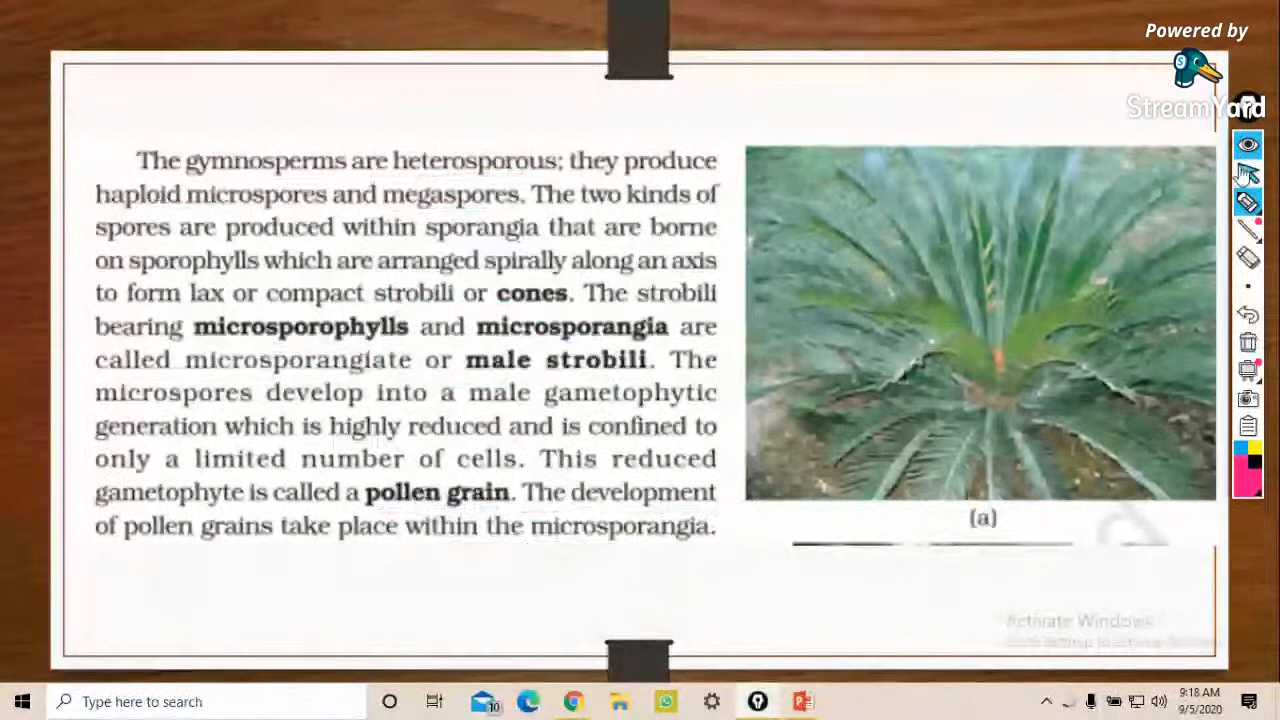 Powered by
StreamYard
The gymnosperms are heterosporous; they produce
haploid microspores and megaspores. The two kinds of
spores are produced within sporangia that are borne
on sporophylls which are arranged spirally along an axis
to form lax or compact strobili or cones. The strobili
bearing microsporophylls and microsporangia are
called microsporangiate or male strobili. The
microspores develop into a male gametophytic
generation which is highly reduced and is confined to
only a limited number of cells. This reduced
gametophyte is called a pollen grain. The development
of pollen grains take place within the microsporangia.
(a)
Activate Windows
Type here to search
10
9:18 AM
9/5/2020